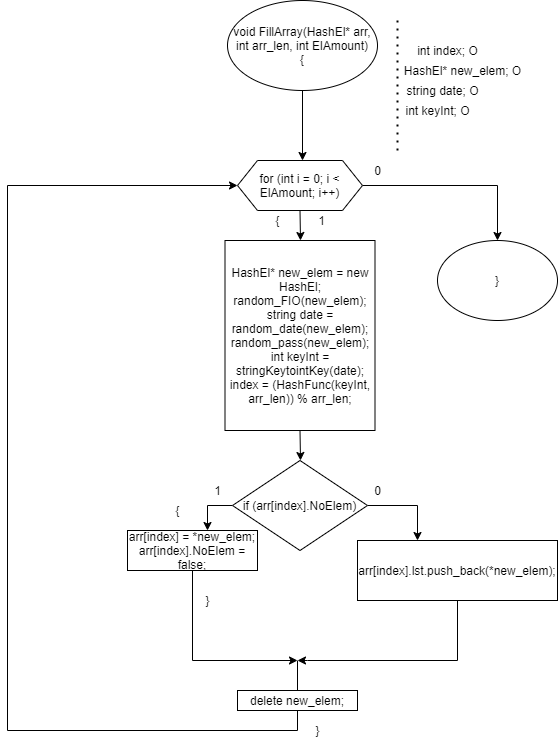 void FillArray(HashEl* arr,
int arr_len, int ElAmount)
{
int index; O
HashEl* new_elem; O
string date; O
int keyInt; O
for (int i = 0; i <
ElAmount; i++)
0
{
1
HashEl* new_elem = new
HashEl;
random_FIO(new_elem);
string date =
random_date(new_elem);
random_pass(new_elem);
int keyInt =
stringKeytointKey(date);
index = (HashFunc(keyInt,
arr_len)) % arr_len;
}
if (arr[index].NoElem)
1
0
{
arr[index] = *new_elem;
arr[index].NoElem =
false;
arr[index].lst.push_back(*new_elem);
}
delete new_elem;
}